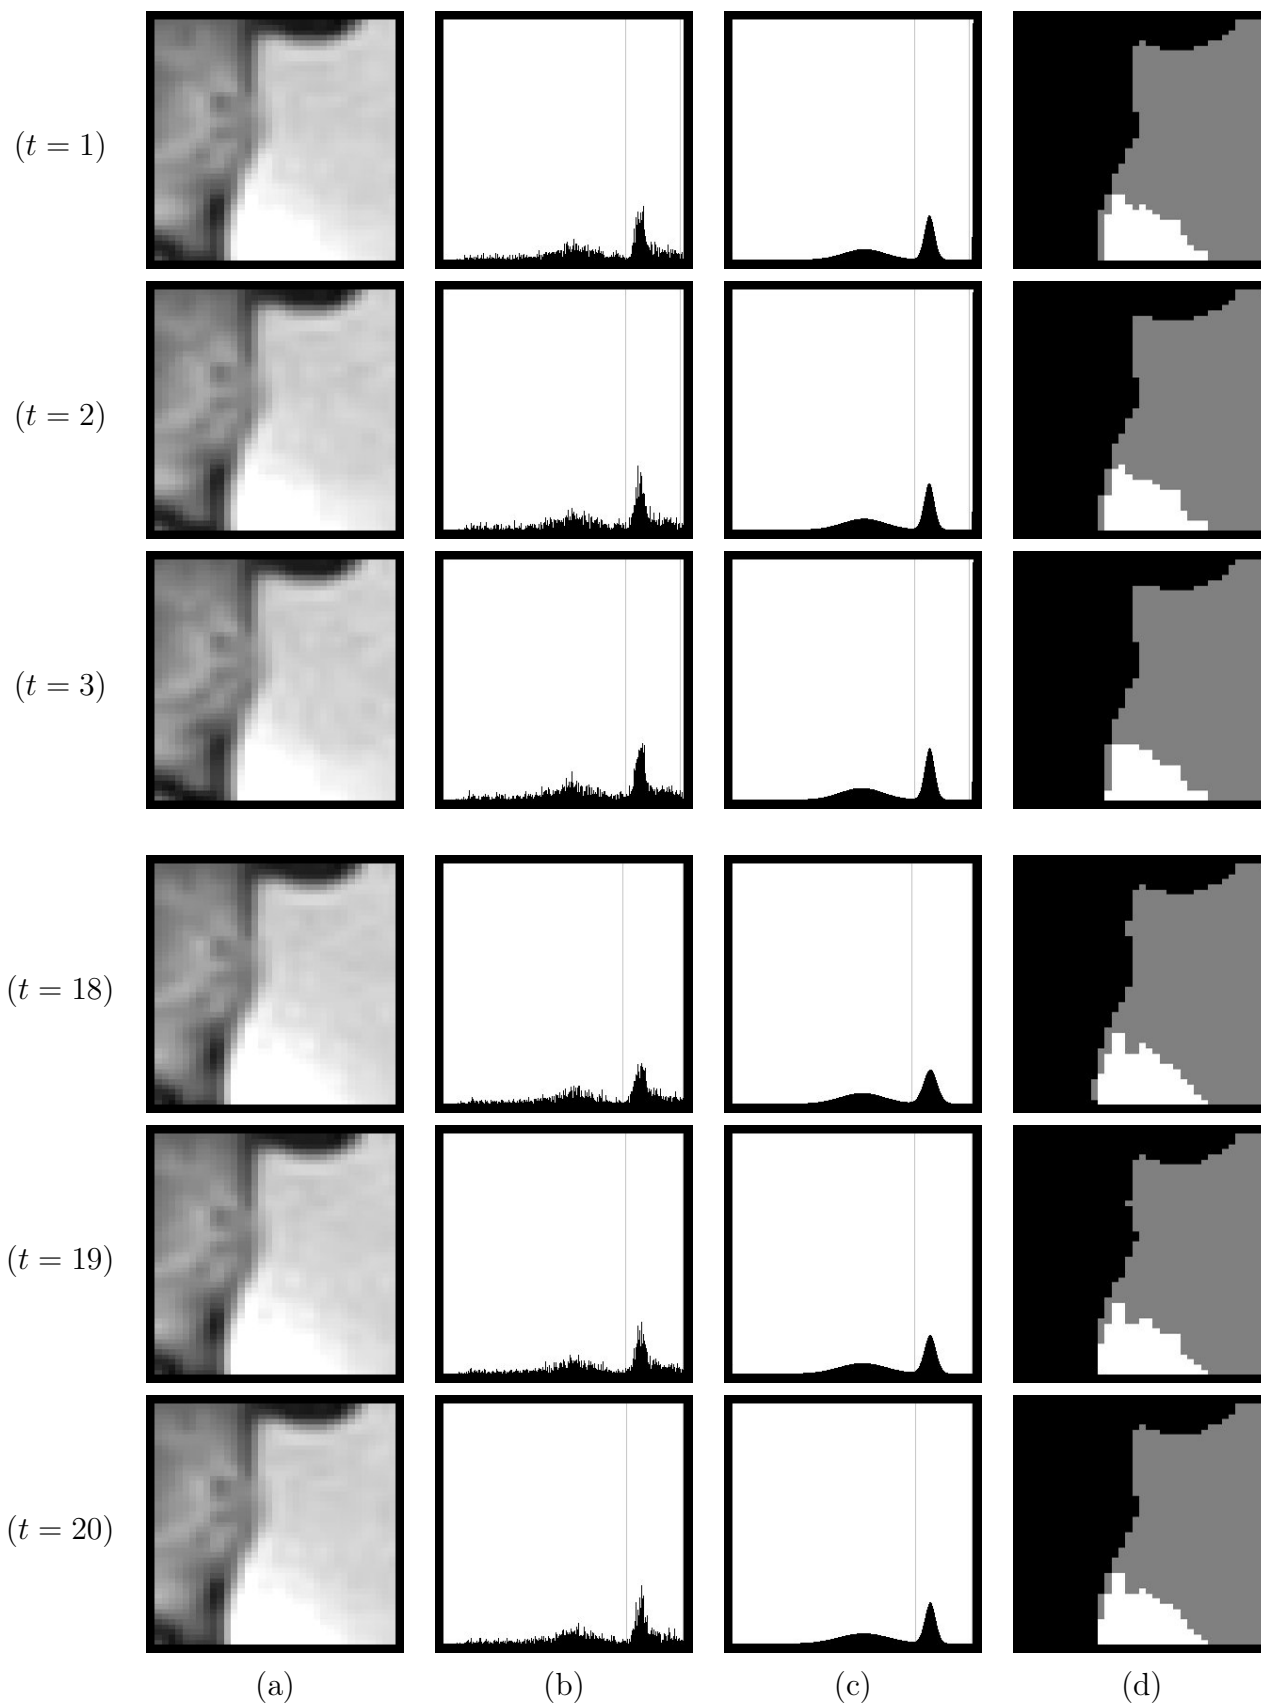 (t = 1)
(t = 2)
(t = 3)
(t = 18)
(t = 19)
(t = 20)
(a) (b) (c) (d)